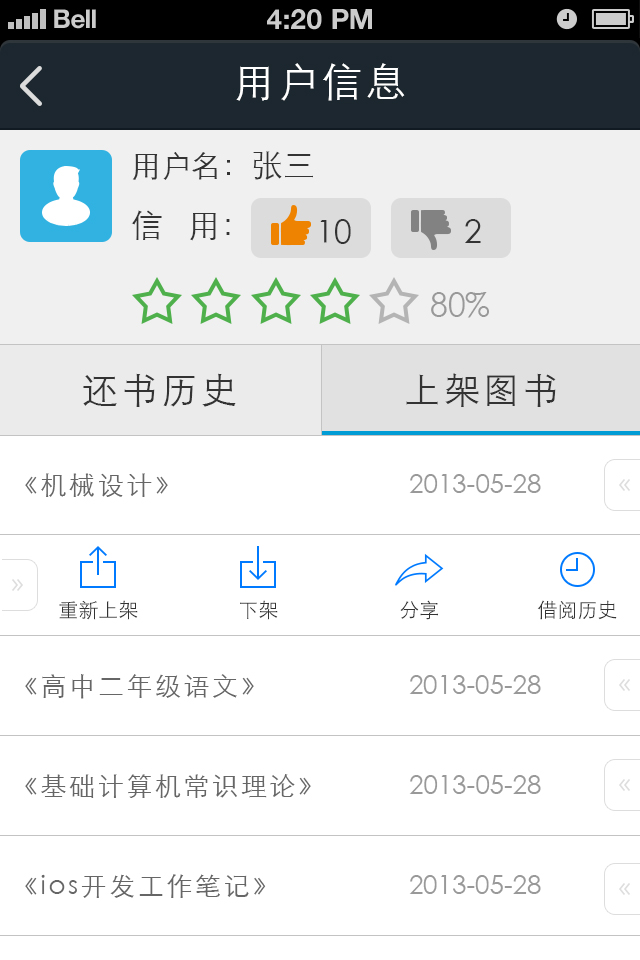 Bell 4:20 PM
用户信息
用户名：张三
信 用： 10 2
80%
还书历史 上架图书
《机械设计》 2013-05-28 «
» 重新上架 下架 分享 借阅历史
《高中二年级语文》 2013-05-28 «
《基础计算机常识理论》 2013-05-28 «
《ios开发工作笔记》 2013-05-28 «